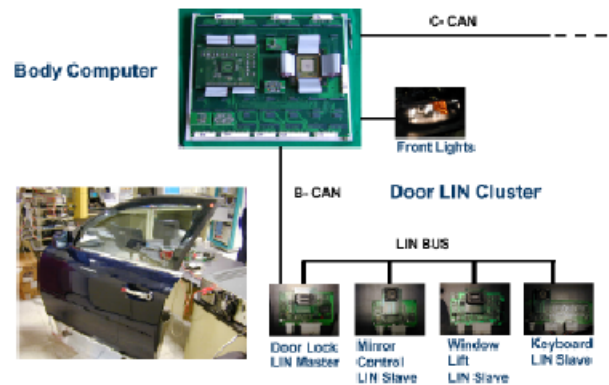 C- CAN
Body Computer
Front Lights
B- CAN
Door LIN Cluster
LIN BUS
Door Lock
LIN Master
Mirror
Control
LIN Slave
Window
Lift
LIN Slave
Keyboard
LIN Slave